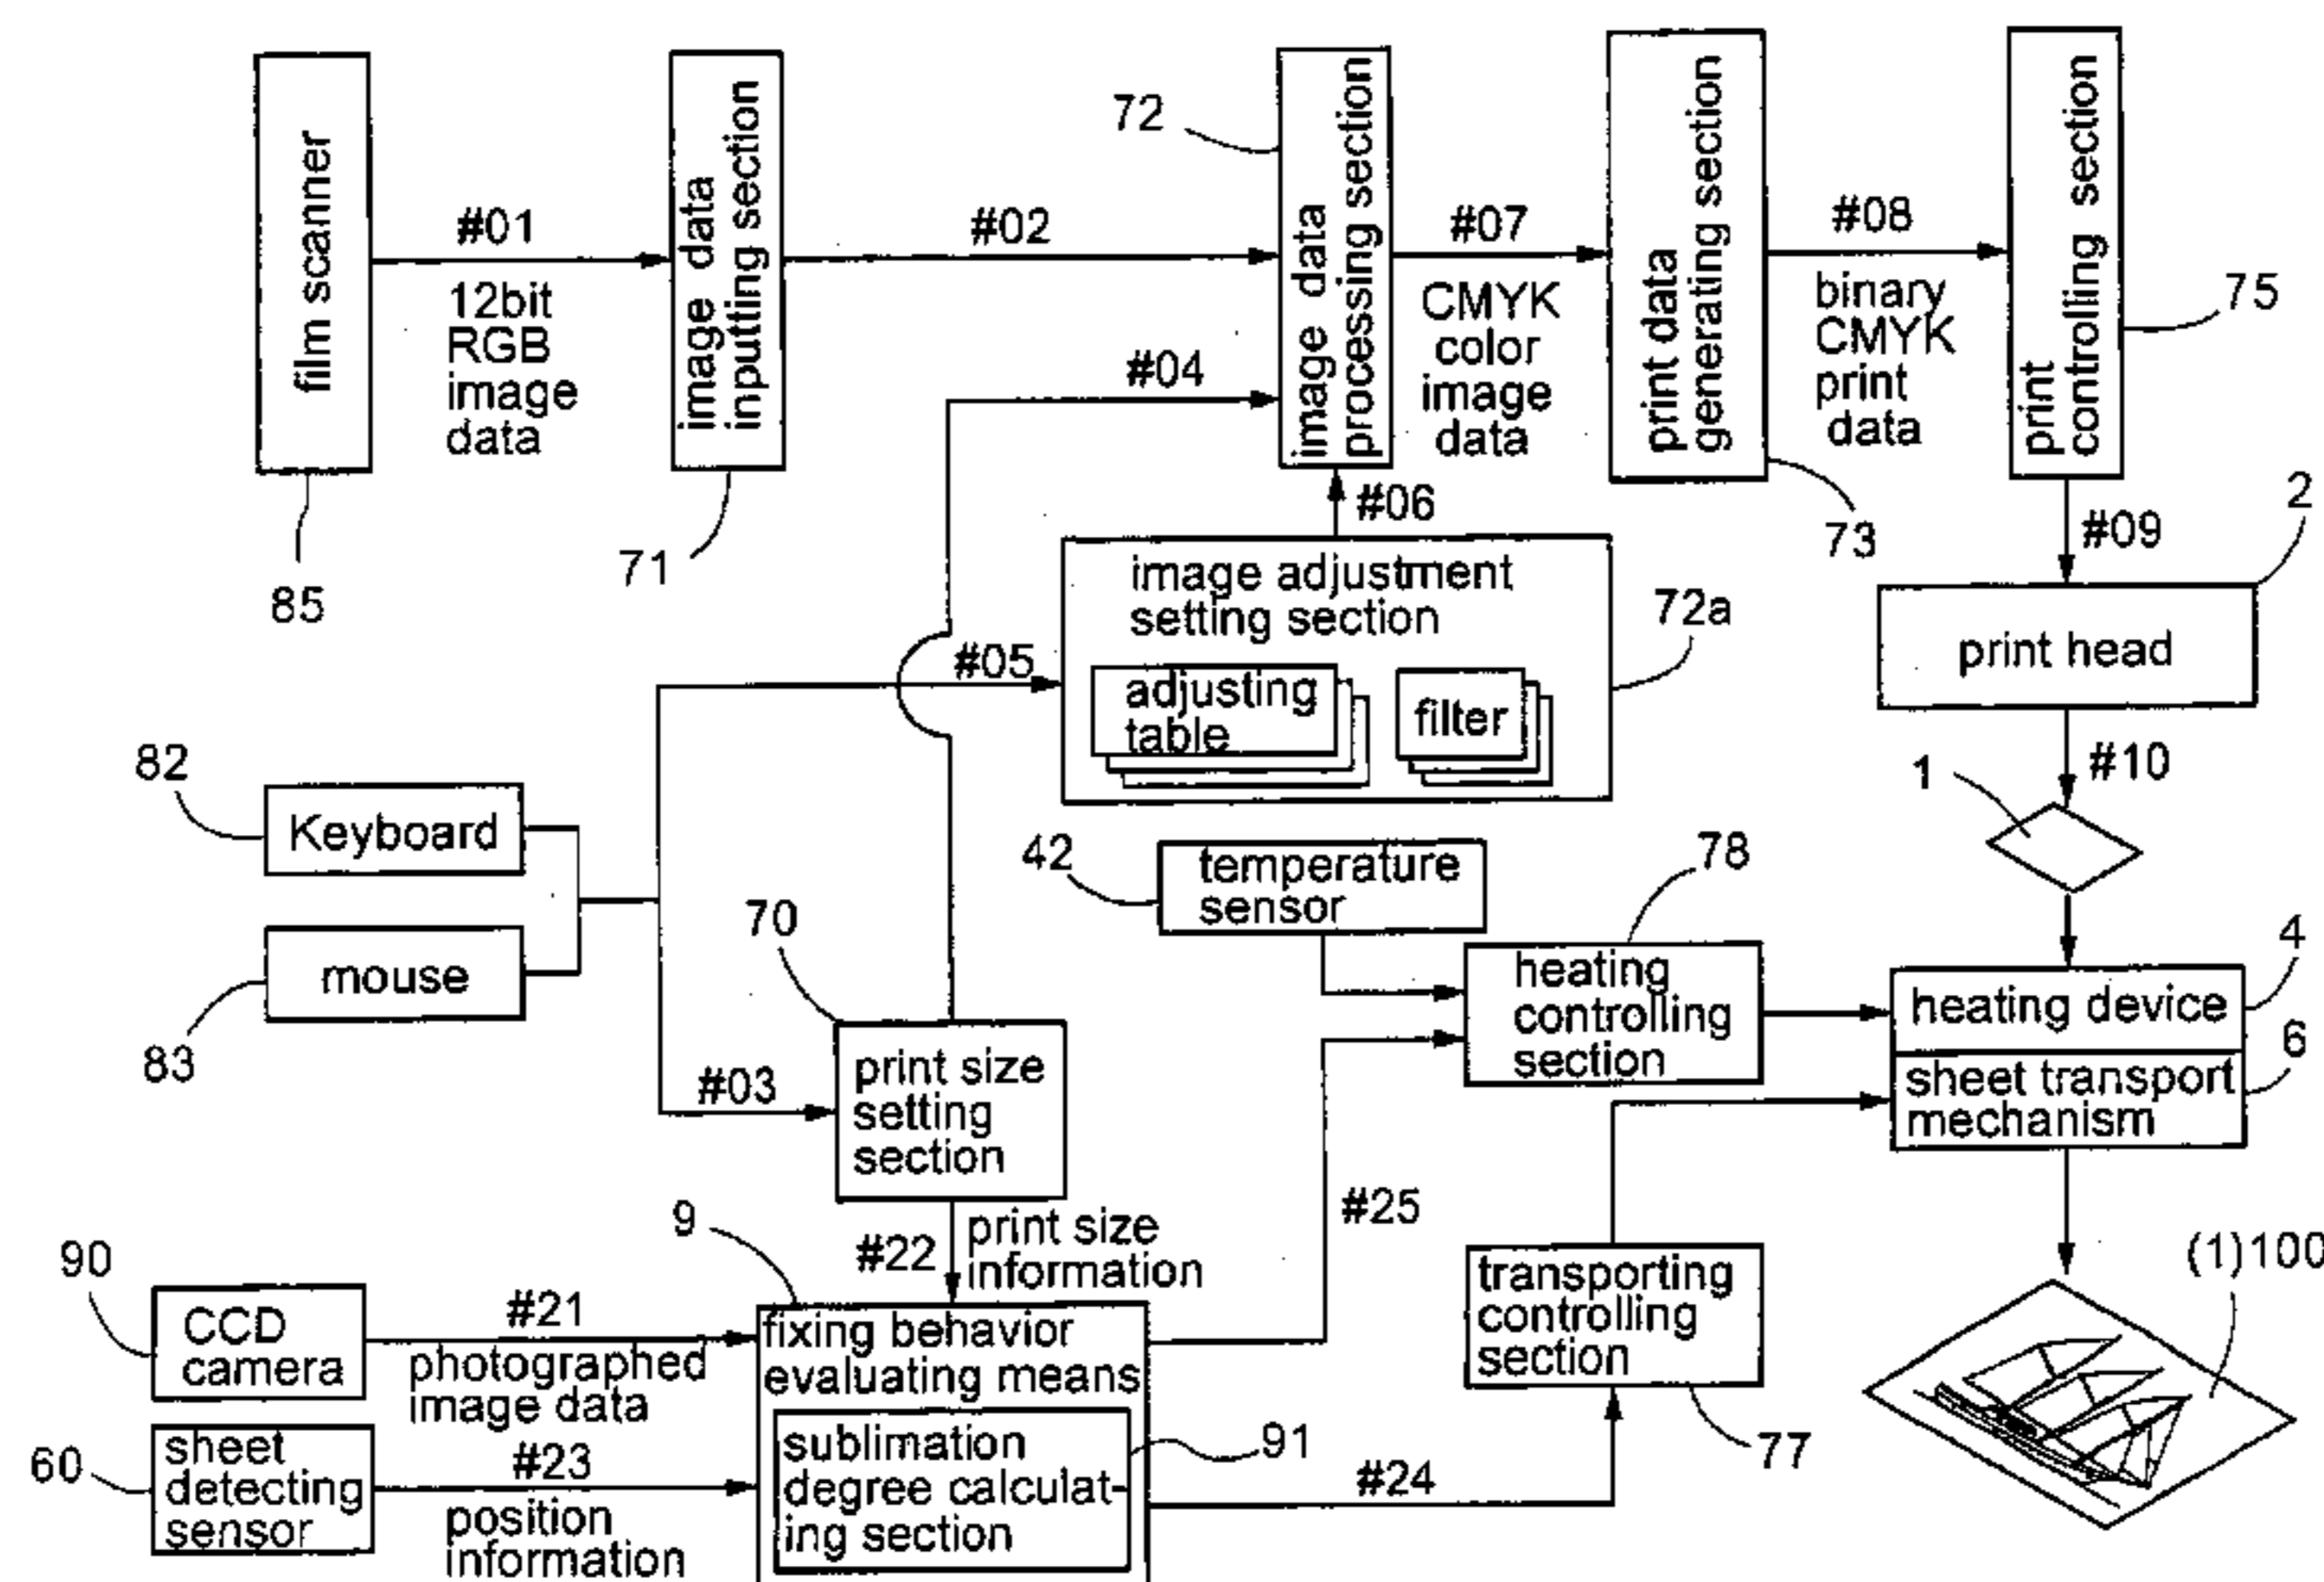 film scanner
85
#01
12bit
RGB
image
data
image data
inputting section
71
#02
#04
72
image data
processing section
#07
CMYK
color
image
data
print data
generating section
73
#08
binary
CMYK
print
data
print
controlling section
75
#06
image adjustment
setting section
adjusting
table
filter
72a
#05
#09
2
print head
#10
1
82
Keyboard
mouse
83
#03
70
print size
setting
section
42
temperature
sensor
78
heating
controlling
section
heating device
4
sheet transport
mechanism
6
#22
print size
information
9
#25
90
CCD
camera
#21
photographed
image data
60
sheet
detecting
sensor
#23
position
information
fixing behavior
evaluating means
sublimation
degree calculat-
ing section
91
#24
transporting
controlling
section
77
(1)100